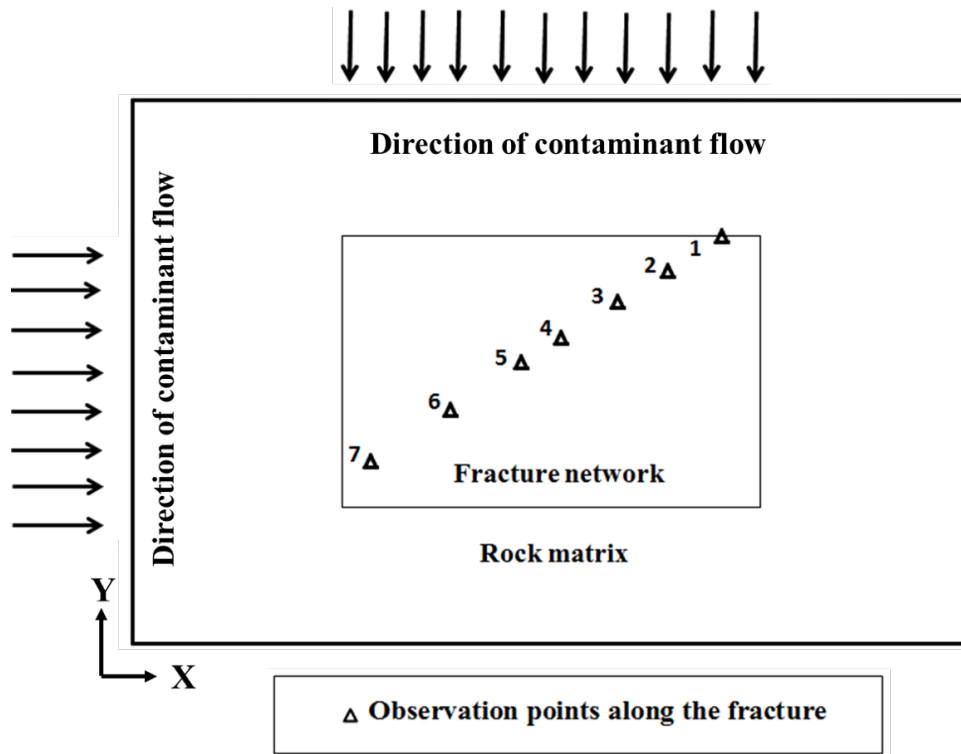 Direction of contaminant flow
Direction of contaminant flow
1
2
3
4
5
6
7
Fracture network
Rock matrix
Y
X
Observation points along the fracture